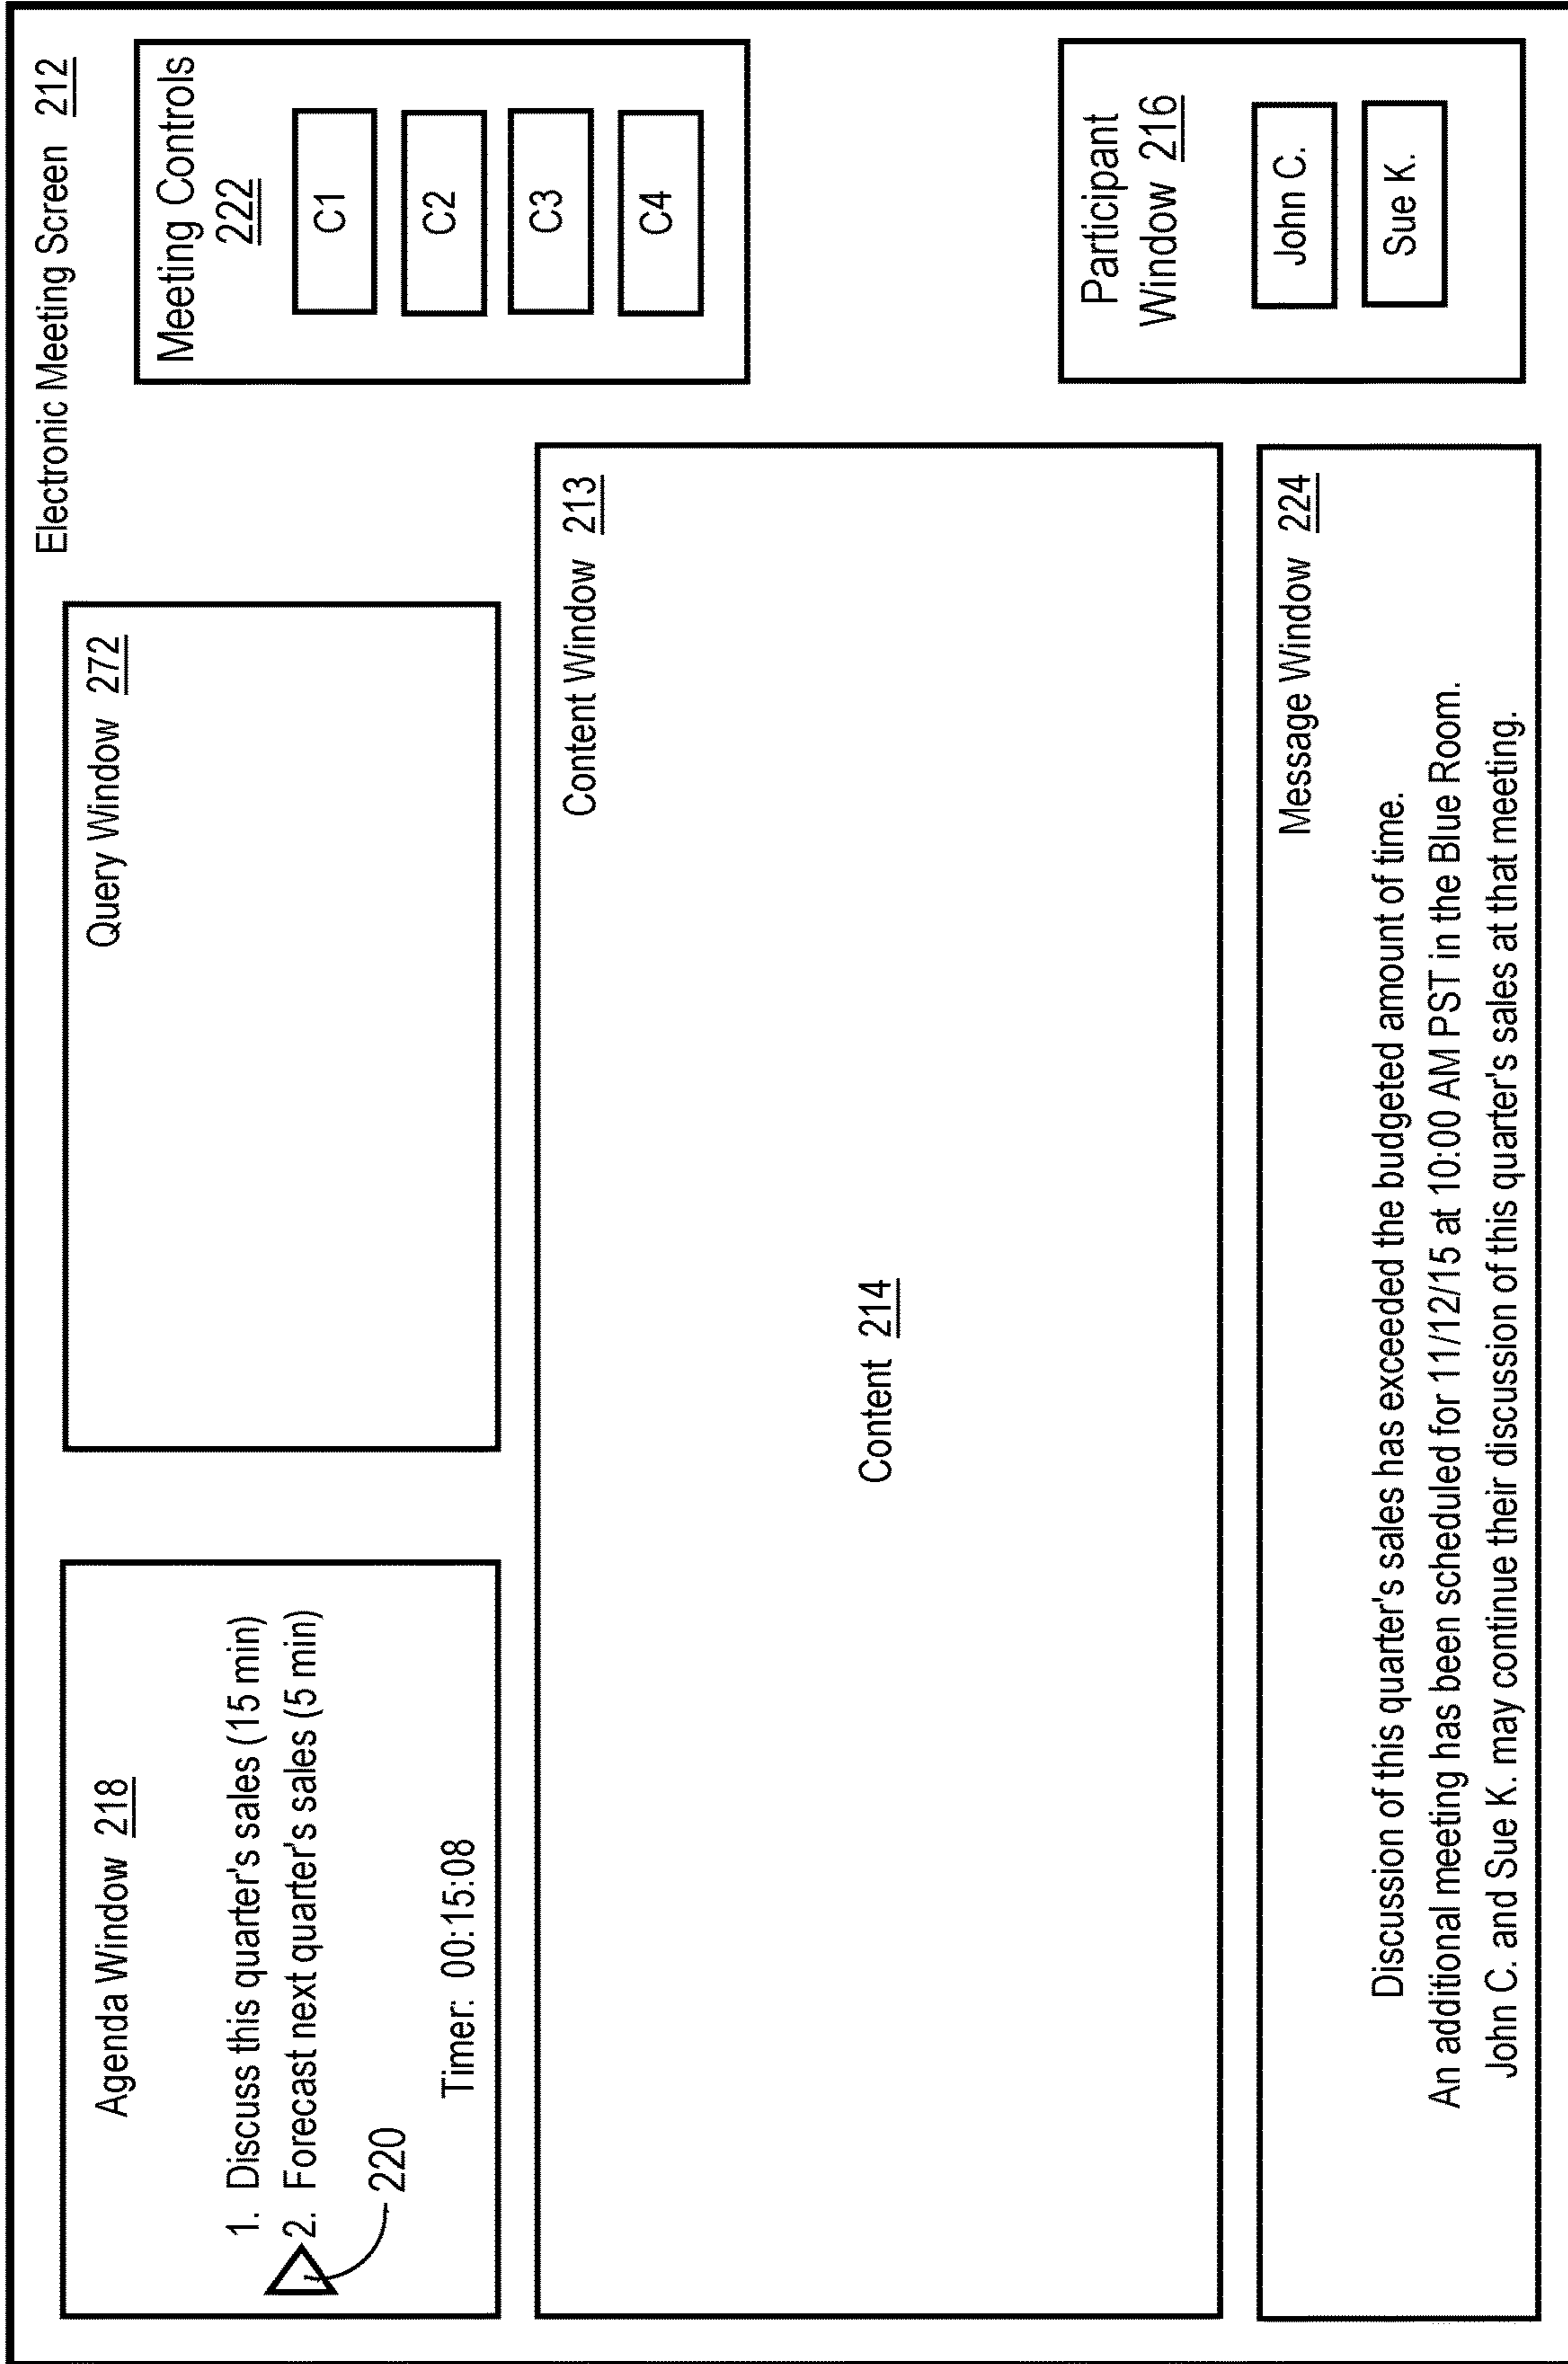 Electronic Meeting Screen 212
Agenda Window 218
1. Discuss this quarter's sales (15 min)
2. Forecast next quarter's sales (5 min)
220
Timer: 00:15:08
Query Window 272
Meeting Controls
222
C1
C2
C3
C4
Content Window 213
Content 214
Participant
Window 216
John C.
Sue K.
Message Window 224
Discussion of this quarter's sales has exceeded the budgeted amount of time.
An additional meeting has been scheduled for 11/12/15 at 10:00 AM PST in the Blue Room.
John C. and Sue K. may continue their discussion of this quarter's sales at that meeting.